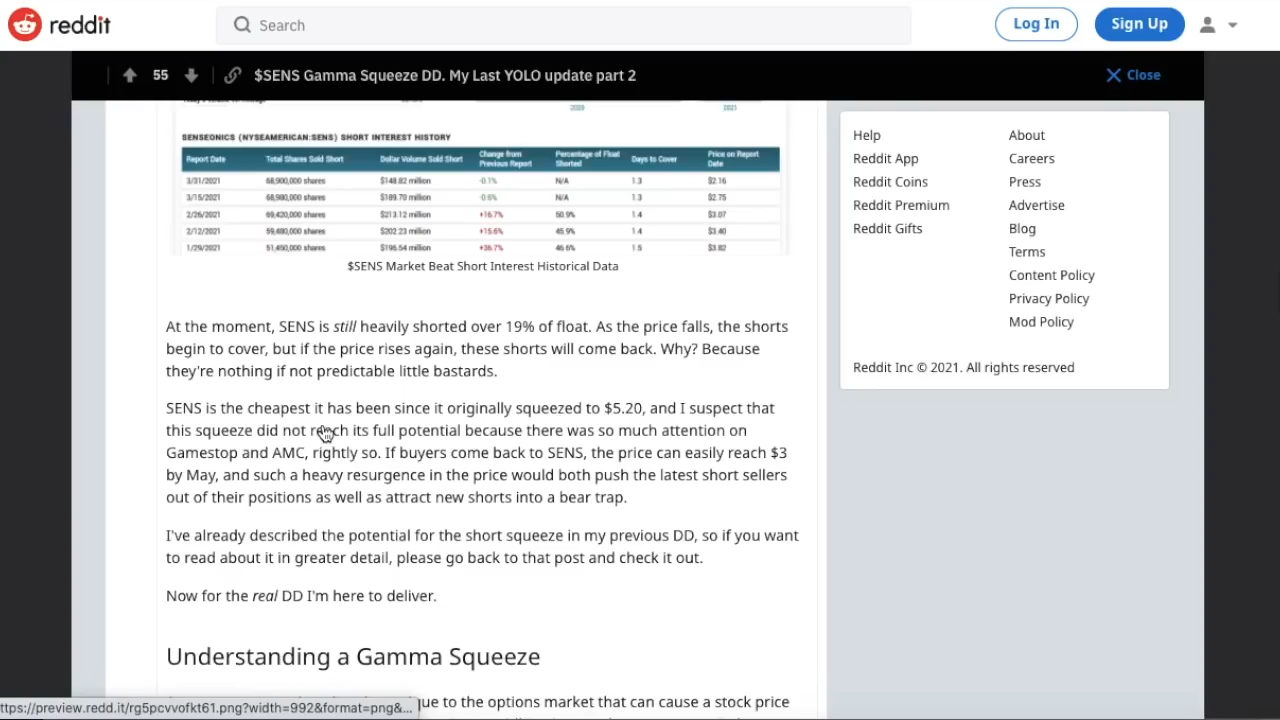 reddit
Search
Log In
Sign Up
55
$SENS Gamma Squeeze DD. My Last YOLO update part 2
Close
2020
2021
SENSEONICS (NYSEAMERICAN:SENS) SHORT INTEREST HISTORY
Report Date Total Shares Sold Short Dollar Volume Sold Short Change from Previous Report Percentage of Float Shorted Days to Cover Price on Report Date
3/31/2021 68,900,000 shares $148.82 million -0.1% N/A 1.3 $2.16
3/15/2021 68,980,000 shares $189.70 million -0.6% N/A 1.3 $2.75
2/26/2021 69,420,000 shares $213.12 million +16.7% 50.9% 1.4 $3.07
2/12/2021 59,480,000 shares $202.23 million +15.6% 45.9% 1.4 $3.40
1/29/2021 51,450,000 shares $196.54 million +36.7% 46.6% 1.5 $3.82
$SENS Market Beat Short Interest Historical Data
At the moment, SENS is still heavily shorted over 19% of float. As the price falls, the shorts
begin to cover, but if the price rises again, these shorts will come back. Why? Because
they're nothing if not predictable little bastards.
SENS is the cheapest it has been since it originally squeezed to $5.20, and I suspect that
this squeeze did not reach its full potential because there was so much attention on
Gamestop and AMC, rightly so. If buyers come back to SENS, the price can easily reach $3
by May, and such a heavy resurgence in the price would both push the latest short sellers
out of their positions as well as attract new shorts into a bear trap.
I've already described the potential for the short squeeze in my previous DD, so if you want
to read about it in greater detail, please go back to that post and check it out.
Now for the real DD I'm here to deliver.
Understanding a Gamma Squeeze
to the options market that can cause a stock price
ttps://preview.redd.it/rg5pcvvofkt61.png?width=992&format=png&...
Help
Reddit App
Reddit Coins
Reddit Premium
Reddit Gifts
About
Careers
Press
Advertise
Blog
Terms
Content Policy
Privacy Policy
Mod Policy
Reddit Inc © 2021. All rights reserved